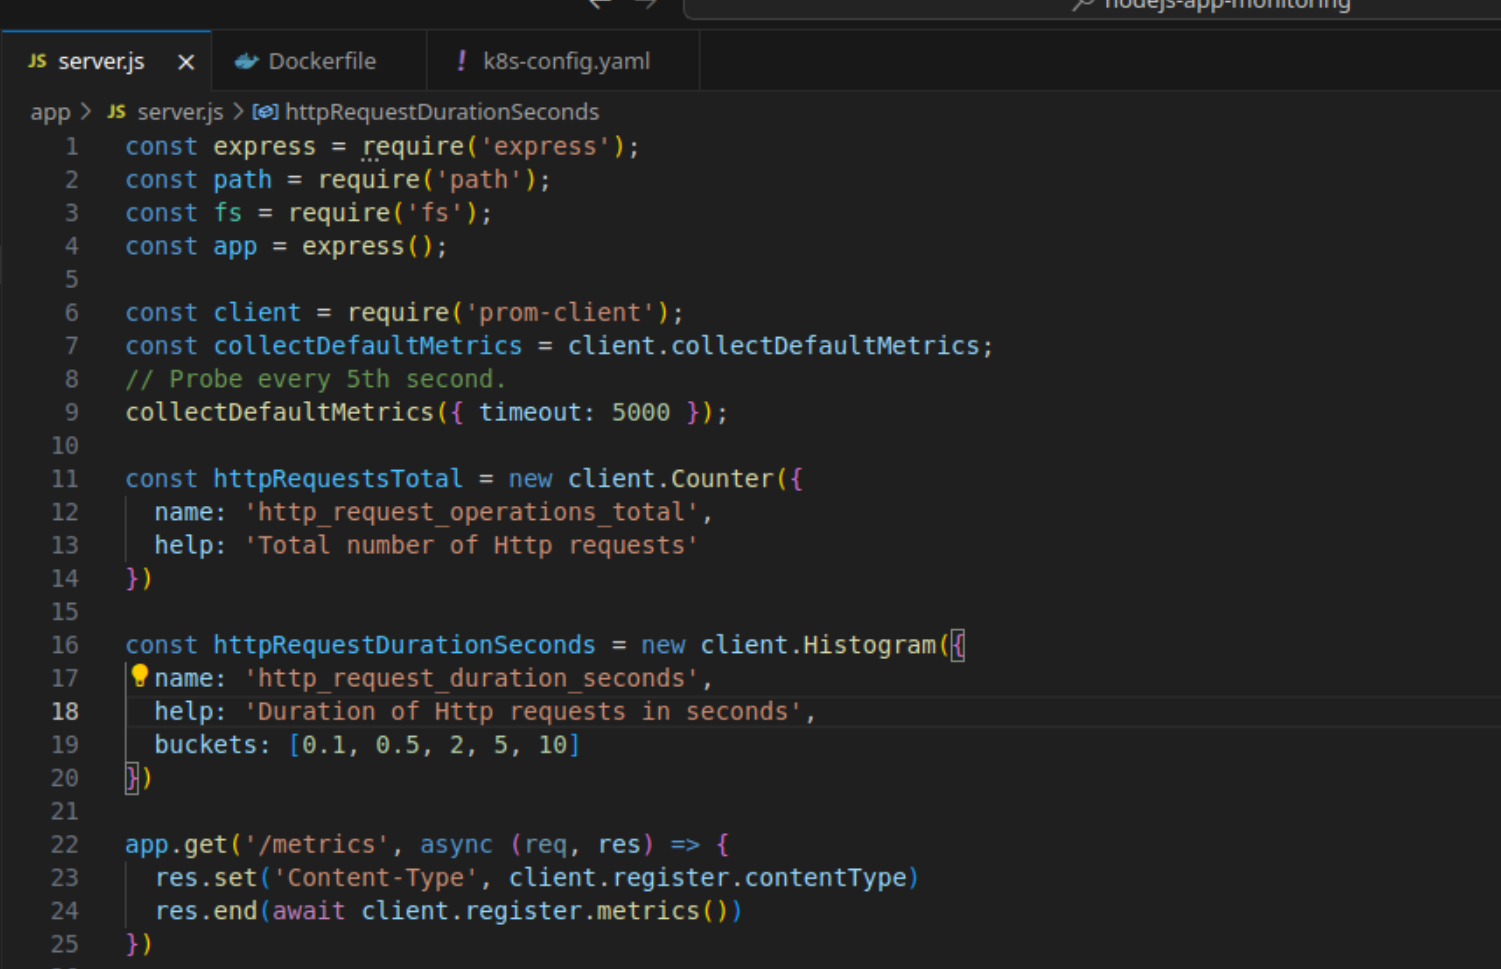 nodejs-app-monitoring
JS server.js × Dockerfile ! k8s-config.yaml
app > JS server.js > httpRequestDurationSeconds
1 const express = require('express');
2 const path = require('path');
3 const fs = require('fs');
4 const app = express();
5
6 const client = require('prom-client');
7 const collectDefaultMetrics = client.collectDefaultMetrics;
8 // Probe every 5th second.
9 collectDefaultMetrics({ timeout: 5000 });
10
11 const httpRequestsTotal = new client.Counter({
12 name: 'http_request_operations_total',
13 help: 'Total number of Http requests'
14 })
15
16 const httpRequestDurationSeconds = new client.Histogram({
17 name: 'http_request_duration_seconds',
18 help: 'Duration of Http requests in seconds',
19 buckets: [0.1, 0.5, 2, 5, 10]
20 })
21
22 app.get('/metrics', async (req, res) => {
23 res.set('Content-Type', client.register.contentType)
24 res.end(await client.register.metrics())
25 })